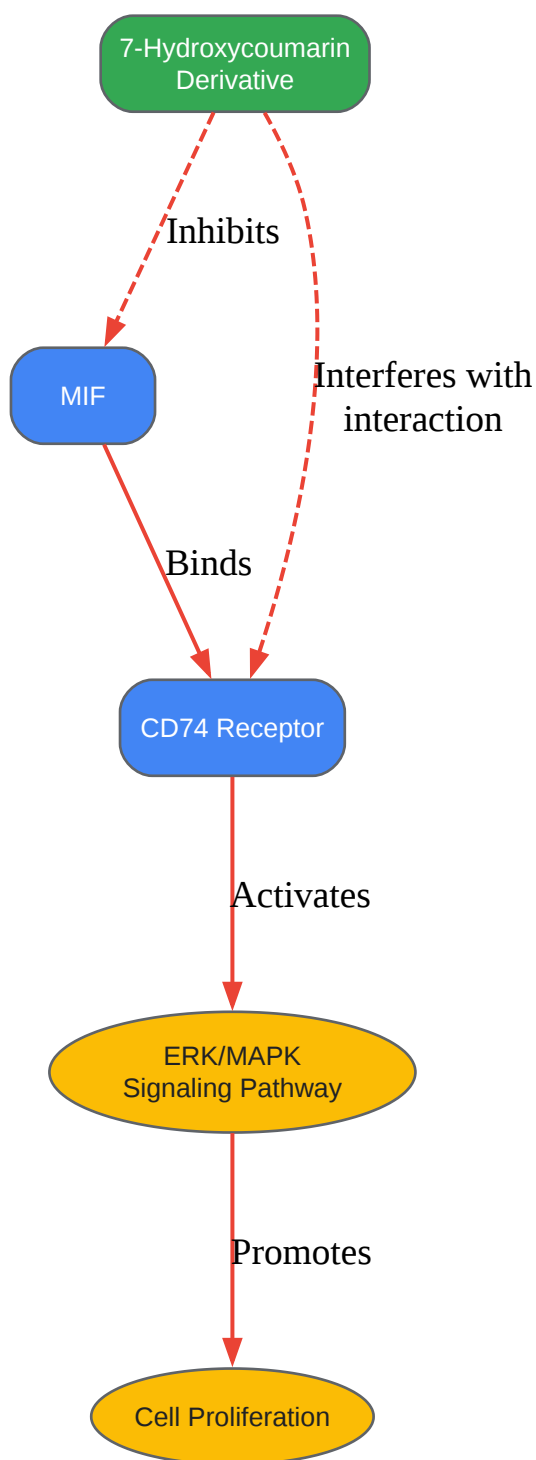 7-Hydroxycoumarin
Derivative
Inhibits
Interferes with
interaction
MIF
Binds
CD74 Receptor
Activates
ERK/MAPK
Signaling Pathway
Promotes
Cell Proliferation